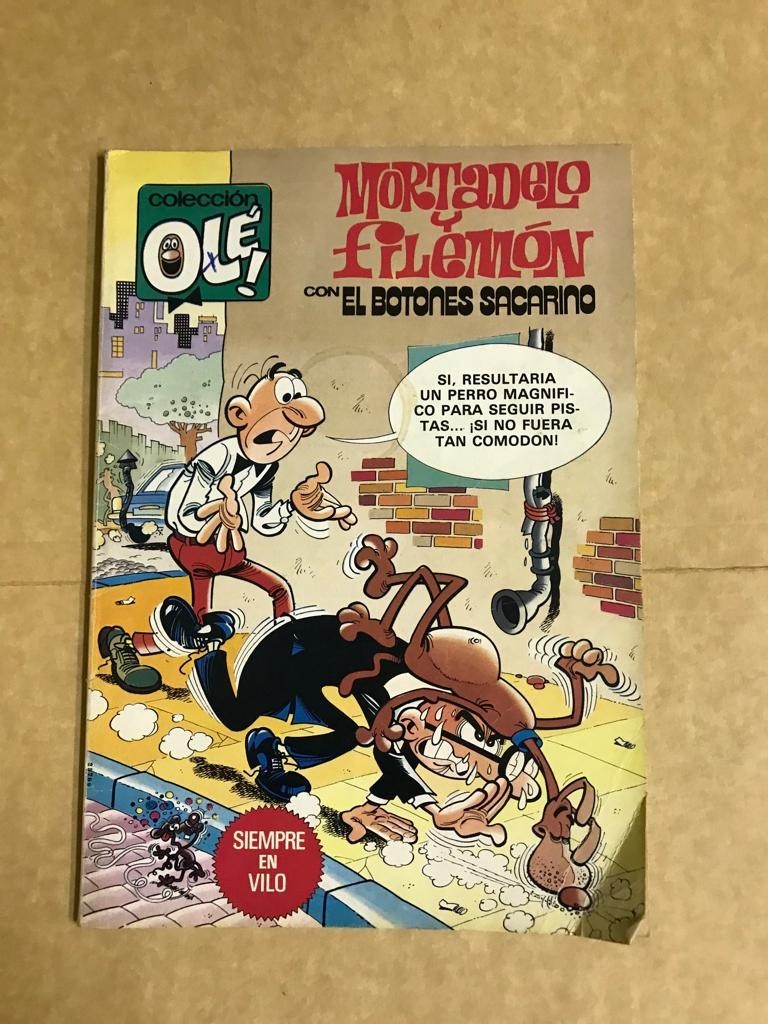 colección
OLÉ!
MORTADELO
Y
FILEMÓN
CON EL BOTONES SACARINO
SI, RESULTARIA
UN PERRO MAGNIFI-
CO PARA SEGUIR PIS-
TAS... ¡SI NO FUERA
TAN COMODON!
SIEMPRE
EN
VILO